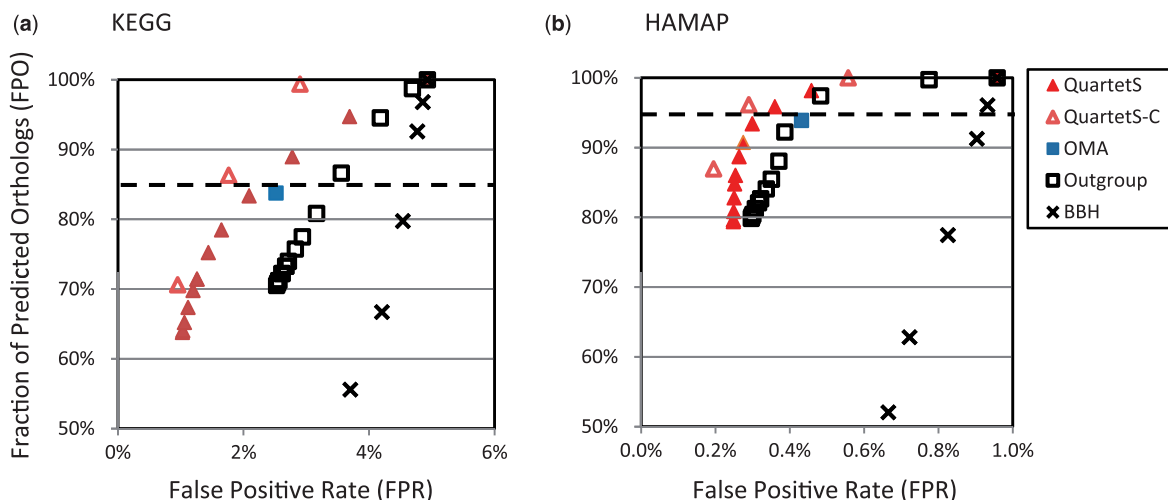 (a) KEGG
Fraction of Predicted Orthologs (FPO)
100%
90%
80%
70%
60%
50%
0% 2% 4% 6%
False Positive Rate (FPR)
(b) HAMAP
100%
90%
80%
70%
60%
50%
0.0% 0.2% 0.4% 0.6% 0.8% 1.0%
False Positive Rate (FPR)
QuartetS
QuartetS-C
OMA
Outgroup
BBH